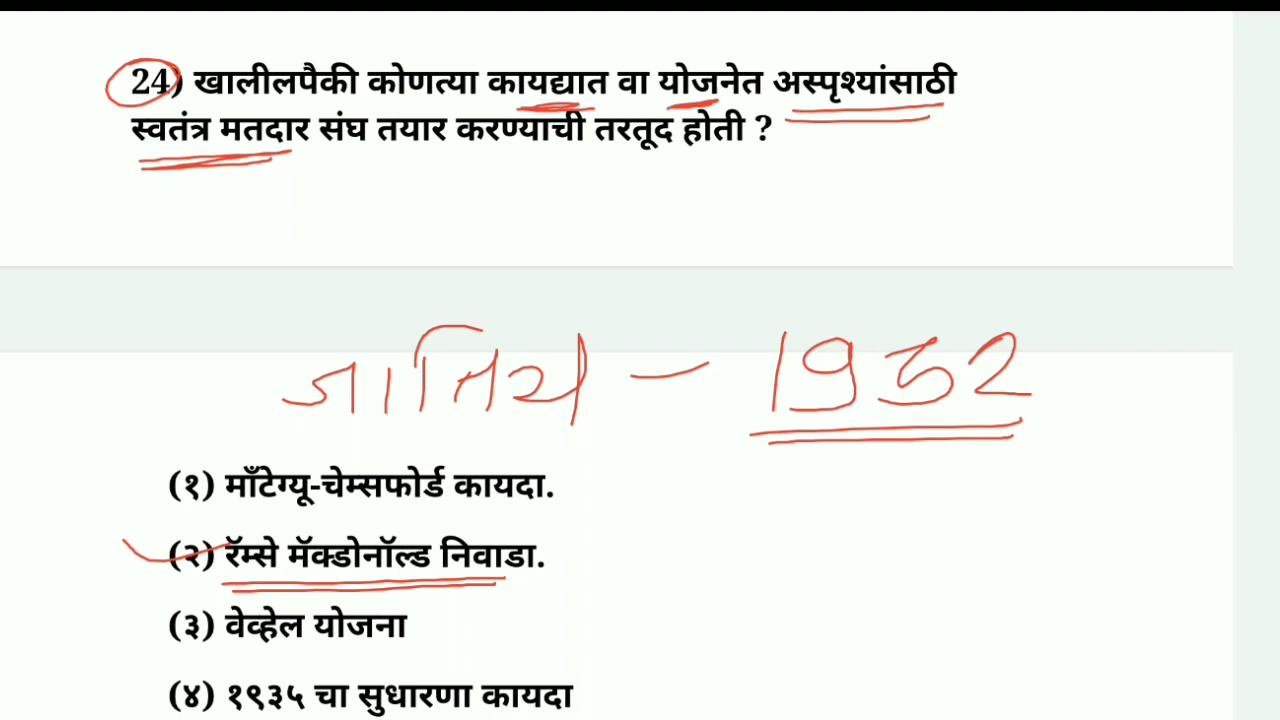 24) खालीलपैकी कोणत्या कायद्यात वा योजनेत अस्पृश्यांसाठी
स्वतंत्र मतदार संघ तयार करण्याची तरतूद होती ?
जातिय - 1932
(१) माँटेग्यू-चेम्सफोर्ड कायदा.
(२) रॅम्से मॅक्डोनॉल्ड निवाडा.
(३) वेव्हेल योजना
(४) १९३५ चा सुधारणा कायदा